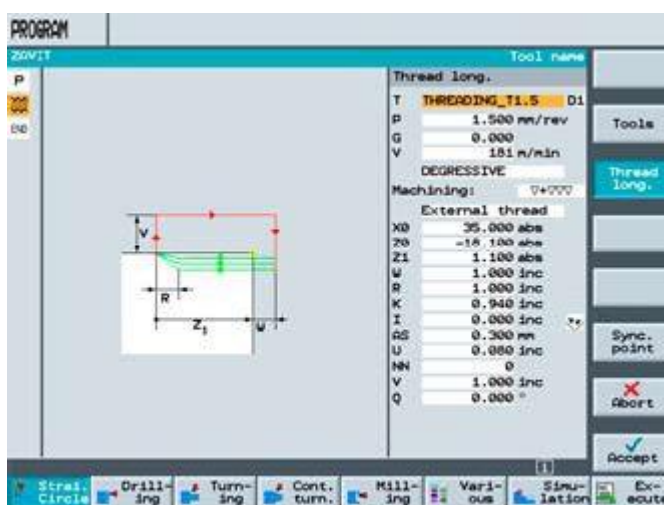 PROGRAM
ZAVIT
Tool name
P
END
Thread long.
T THREADING_T1.5 D1
P 1.500 mm/rev
G 0.000
V 181 m/min
DEGRESSIVE
Machining: ▽+▽▽▽
External thread
X0 35.000 abs
Z0 -18.100 abs
Z1 1.100 abs
W 1.000 inc
R 1.000 inc
K 0.940 inc
I 0.000 inc
AS 0.300 mm
U 0.080 inc
NN 0
V 1.000 inc
Q 0.000 °
V
R
Z1
W
Tools
Thread
long.
Sync.
point
Abort
Accept
1
Strai.
Circle
Drill-
ing
Turn-
ing
Cont.
turn.
Mill-
ing
Vari-
ous
Simu-
lation
Ex-
ecute